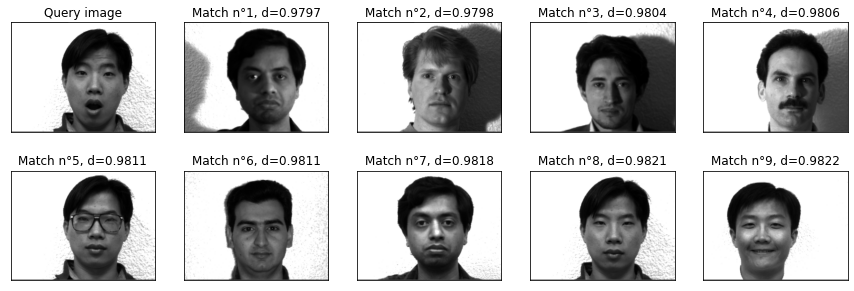 Query image
Match n°1, d=0.9797
Match n°2, d=0.9798
Match n°3, d=0.9804
Match n°4, d=0.9806
Match n°5, d=0.9811
Match n°6, d=0.9811
Match n°7, d=0.9818
Match n°8, d=0.9821
Match n°9, d=0.9822